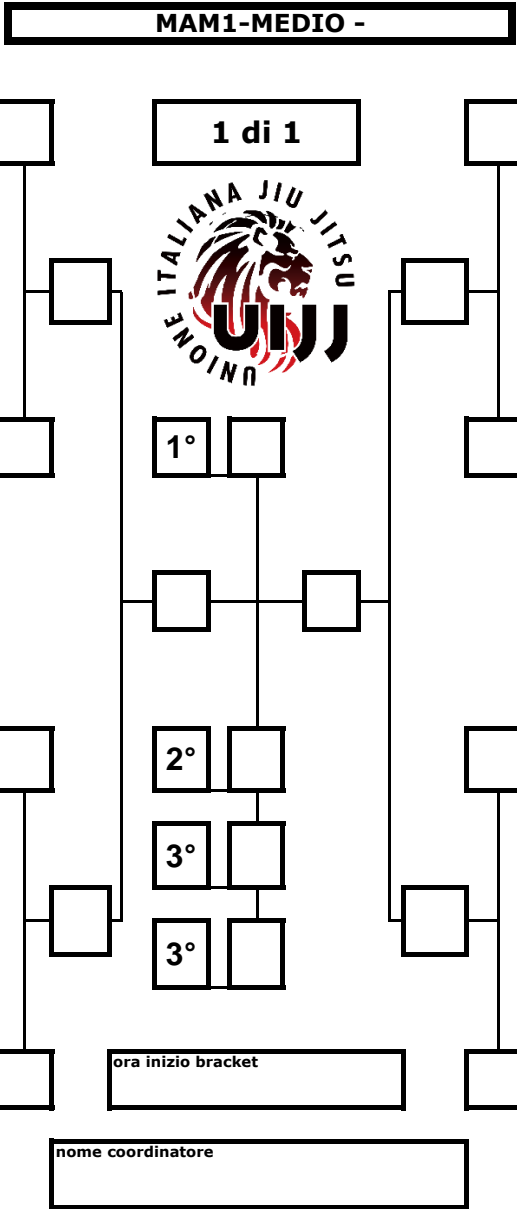 MAM1-MEDIO -
1 di 1
UNIONE ITALIANA JIU JITSU
UIJJ
1°
2°
3°
3°
ora inizio bracket
nome coordinatore